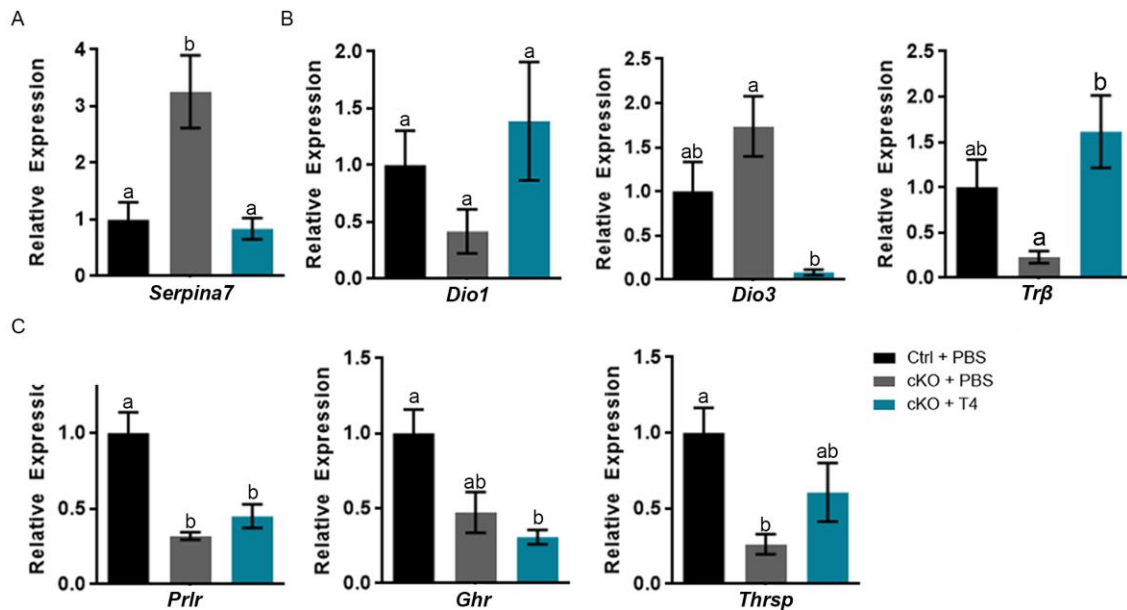 A
B
Relative Expression
4
3
2
1
0
a
b
a
Serpina7
Relative Expression
2.0
1.5
1.0
0.5
0.0
a
a
a
Dio1
Relative Expression
2.5
2.0
1.5
1.0
0.5
0.0
ab
a
b
Dio3
Relative Expression
2.5
2.0
1.5
1.0
0.5
0.0
ab
a
b
Trβ
C
Relative Expression
1.0
0.5
0.0
a
b
b
Prlr
Relative Expression
1.5
1.0
0.5
0.0
a
ab
b
Ghr
Relative Expression
1.5
1.0
0.5
0.0
a
b
ab
Thrsp
Ctrl + PBS
cKO + PBS
cKO + T4